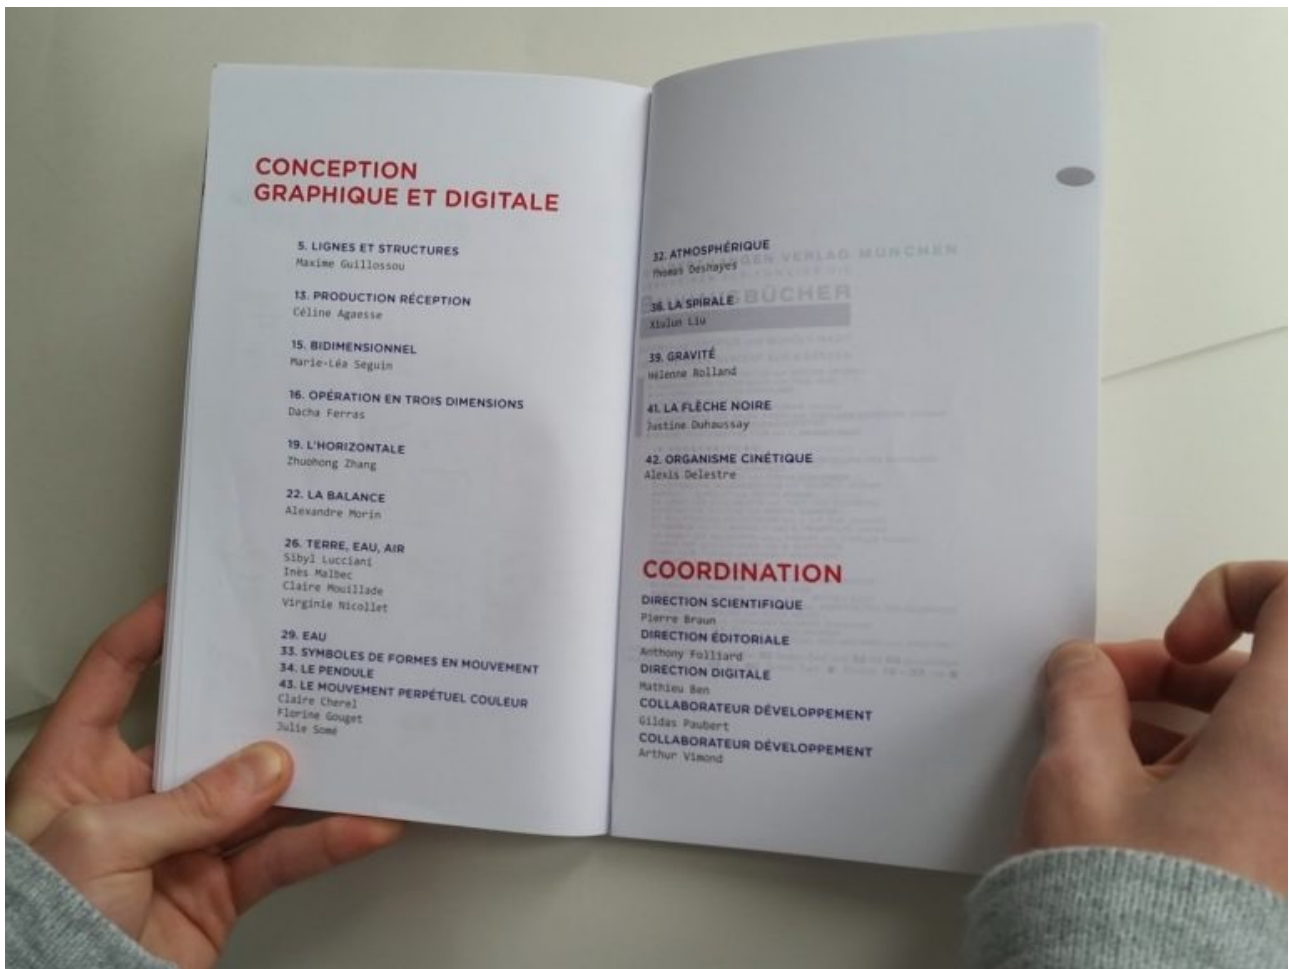 CONCEPTION
GRAPHIQUE ET DIGITALE
5. LIGNES ET STRUCTURES
Maxime Guillossou
13. PRODUCTION RÉCEPTION
Céline Agaesse
15. BIDIMENSIONNEL
Marie-Léa Seguin
16. OPÉRATION EN TROIS DIMENSIONS
Dacha Ferras
19. L'HORIZONTALE
Zhuohong Zhang
22. LA BALANCE
Alexandre Morin
26. TERRE, EAU, AIR
Sibyl Lucciani
Inès Malbec
Claire Mouillade
Virginie Nicollet
29. EAU
33. SYMBOLES DE FORMES EN MOUVEMENT
34. LE PENDULE
43. LE MOUVEMENT PERPÉTUEL COULEUR
Claire Cherel
Florine Gouget
Julie Somé
32. ATMOSPHÉRIQUE
Thomas Deshayes
VERLAG MÜNCHEN
BÜCHER
38. LA SPIRALE
Liu
39. GRAVITÉ
Hélenne Rolland
41. LA FLÈCHE NOIRE
Justine Duhaussay
42. ORGANISME CINÉTIQUE
Alexis Delestre
COORDINATION
DIRECTION SCIENTIFIQUE
Pierre Braun
DIRECTION ÉDITORIALE
Anthony Folliard
DIRECTION DIGITALE
Mathieu Ben
COLLABORATEUR DÉVELOPPEMENT
Gildas Paubert
COLLABORATEUR DÉVELOPPEMENT
Arthur Vimond